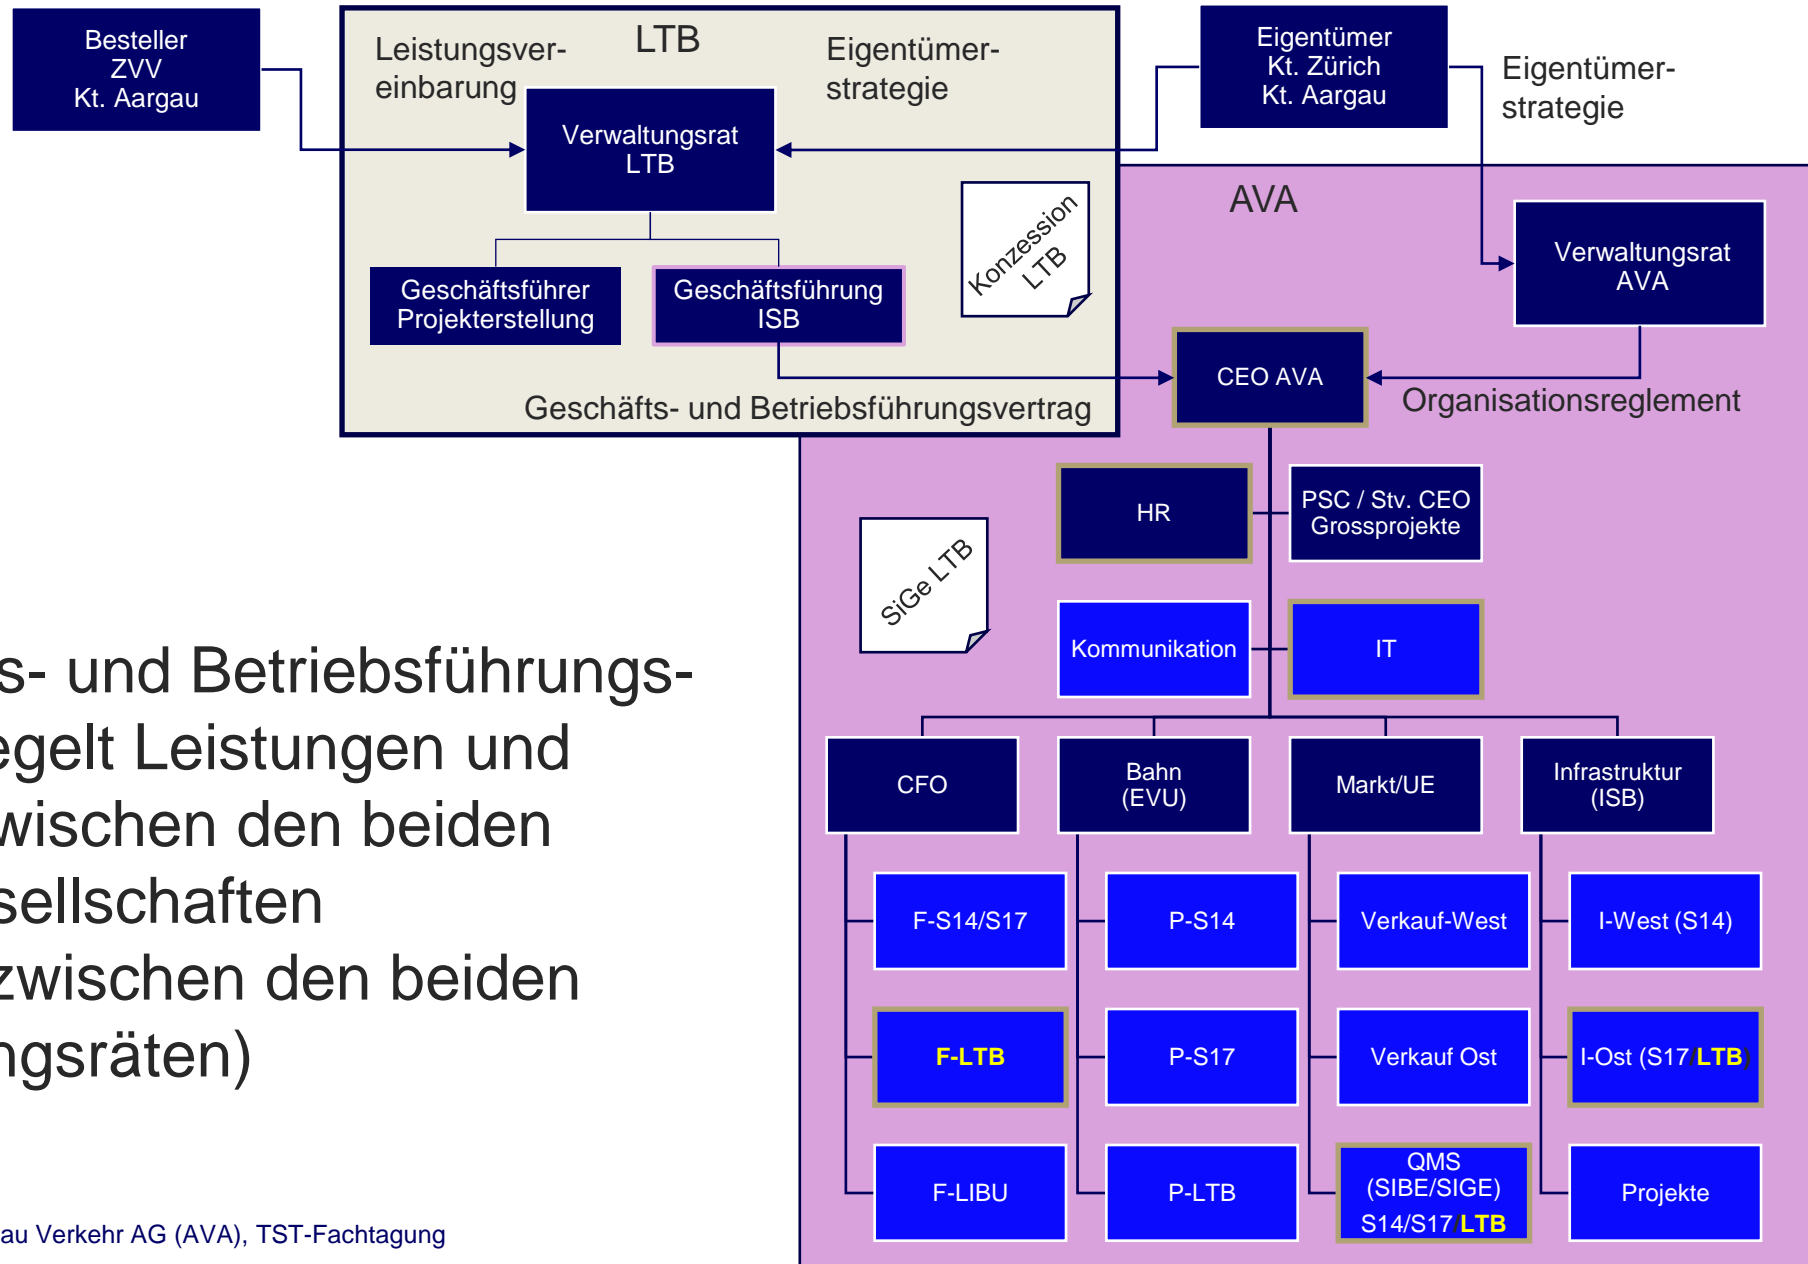 Besteller
ZVV
Kt. Aargau
LTB
Leistungsver-
einbarung
Eigentümer-
strategie
Verwaltungsrat
LTB
Geschäftsführer
Projekterstellung
Geschäftsführung
ISB
Konzession
LTB
Geschäfts- und Betriebsführungsvertrag
Eigentümer
Kt. Zürich
Kt. Aargau
Eigentümer-
strategie
AVA
Verwaltungsrat
AVA
CEO AVA
Organisationsreglement
HR
PSC / Stv. CEO
Grossprojekte
SiGe LTB
Kommunikation
IT
CFO
Bahn
(EVU)
Markt/UE
Infrastruktur
(ISB)
F-S14/S17
P-S14
Verkauf-West
I-West (S14)
F-LTB
P-S17
Verkauf Ost
I-Ost (S17 LTB)
F-LIBU
P-LTB
QMS
(SIBE/SIGE)
S14/S17 LTB
Projekte
s- und Betriebsführungs-
egelt Leistungen und
wischen den beiden
sellschaften
zwischen den beiden
ngsräten)
au Verkehr AG (AVA), TST-Fachtagung